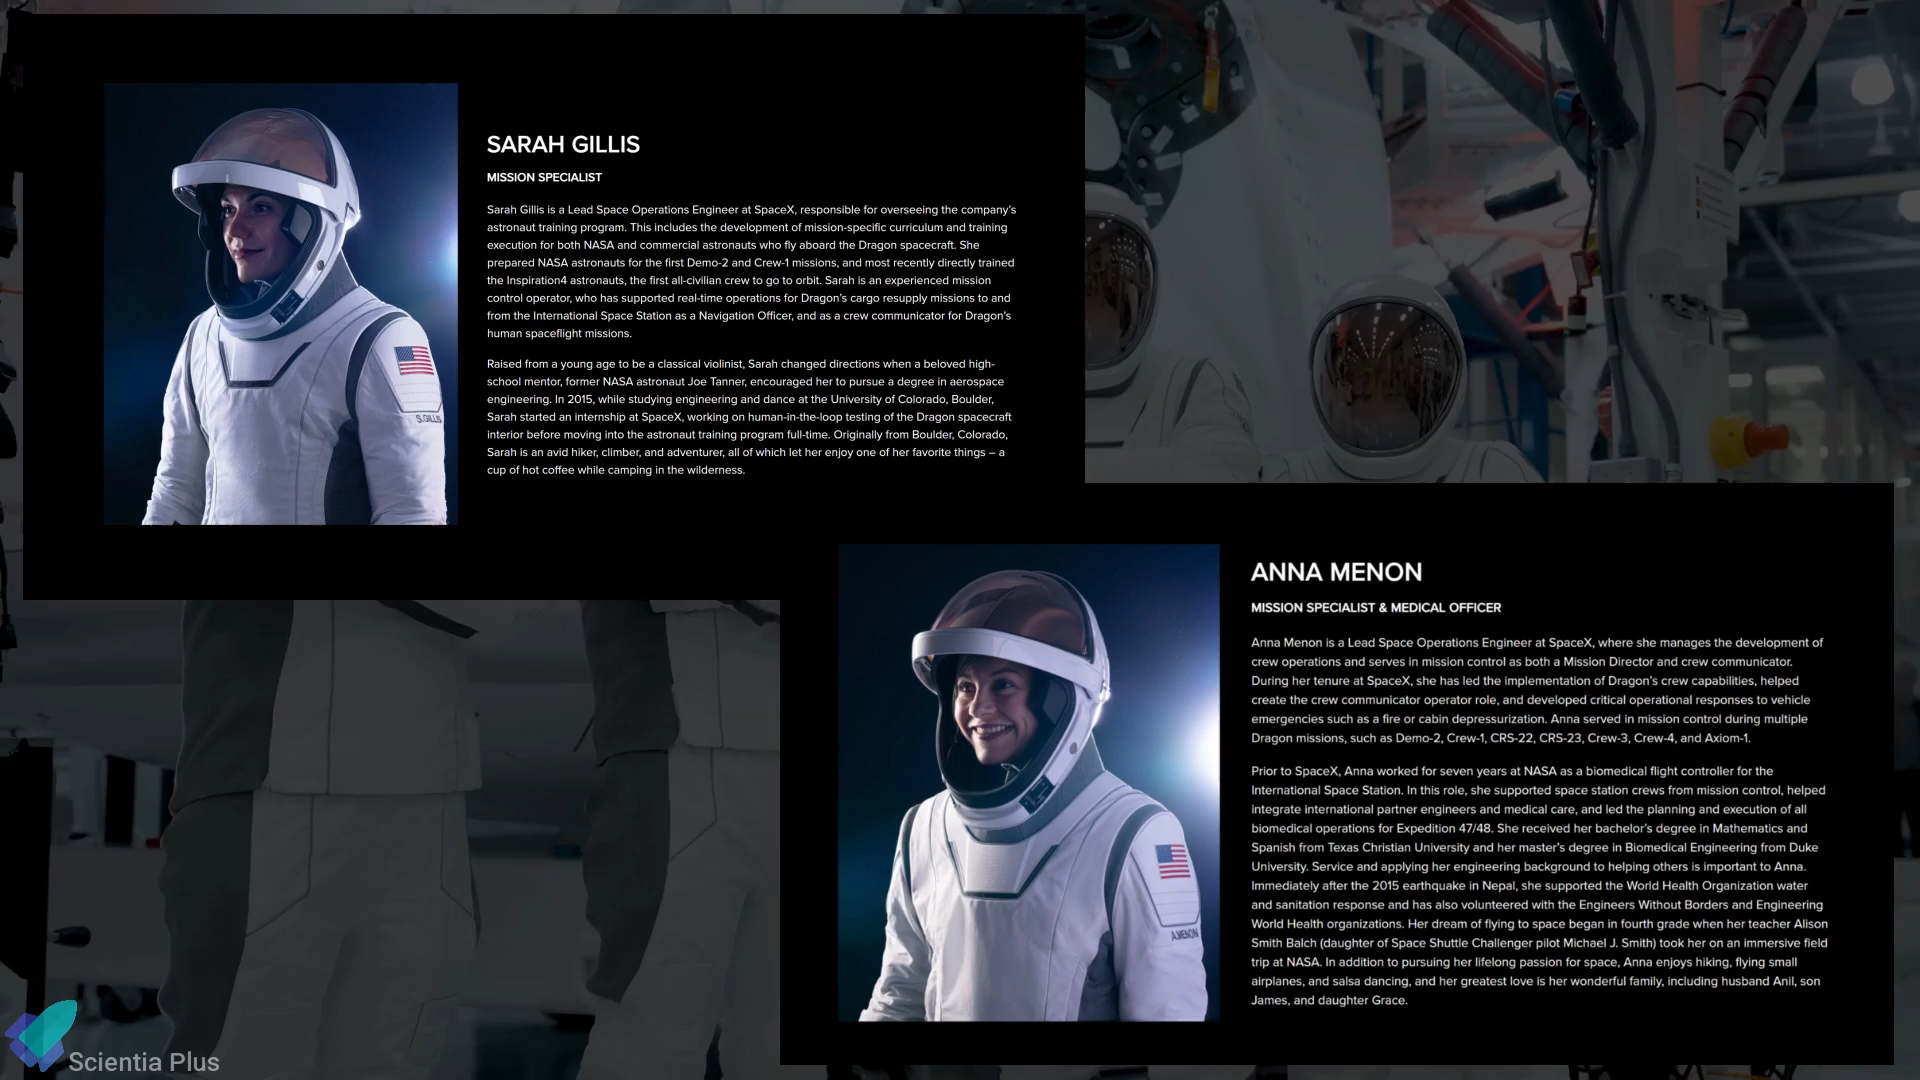 SARAH GILLIS
MISSION SPECIALIST
Sarah Gillis is a Lead Space Operations Engineer at SpaceX, responsible for overseeing the company's
astronaut training program. This includes the development of mission-specific curriculum and training
execution for both NASA and commercial astronauts who fly aboard the Dragon spacecraft. She
prepared NASA astronauts for the first Demo-2 and Crew-1 missions, and most recently directly trained
the Inspiration4 astronauts, the first all-civilian crew to go to orbit. Sarah is an experienced mission
control operator, who has supported real-time operations for Dragon's cargo resupply missions to and
from the International Space Station as a Navigation Officer, and as a crew communicator for Dragon's
human spaceflight missions.
Raised from a young age to be a classical violinist, Sarah changed directions when a beloved high-
school mentor, former NASA astronaut Joe Tanner, encouraged her to pursue a degree in aerospace
engineering. In 2015, while studying engineering and dance at the University of Colorado, Boulder,
Sarah started an internship at SpaceX, working on human-in-the-loop testing of the Dragon spacecraft
interior before moving into the astronaut training program full-time. Originally from Boulder, Colorado,
Sarah is an avid hiker, climber, and adventurer, all of which let her enjoy one of her favorite things – a
cup of hot coffee while camping in the wilderness.
S.GILLIS
ANNA MENON
MISSION SPECIALIST & MEDICAL OFFICER
Anna Menon is a Lead Space Operations Engineer at SpaceX, where she manages the development of
crew operations and serves in mission control as both a Mission Director and crew communicator.
During her tenure at SpaceX, she has led the implementation of Dragon's crew capabilities, helped
create the crew communicator operator role, and developed critical operational responses to vehicle
emergencies such as a fire or cabin depressurization. Anna served in mission control during multiple
Dragon missions, such as Demo-2, Crew-1, CRS-22, CRS-23, Crew-3, Crew-4, and Axiom-1.
Prior to SpaceX, Anna worked for seven years at NASA as a biomedical flight controller for the
International Space Station. In this role, she supported space station crews from mission control, helped
integrate international partner engineers and medical care, and led the planning and execution of all
biomedical operations for Expedition 47/48. She received her bachelor's degree in Mathematics and
Spanish from Texas Christian University and her master's degree in Biomedical Engineering from Duke
University. Service and applying her engineering background to helping others is important to Anna.
Immediately after the 2015 earthquake in Nepal, she supported the World Health Organization water
and sanitation response and has also volunteered with the Engineers Without Borders and Engineering
World Health organizations. Her dream of flying to space began in fourth grade when her teacher Alison
Smith Balch (daughter of Space Shuttle Challenger pilot Michael J. Smith) took her on an immersive field
trip at NASA. In addition to pursuing her lifelong passion for space, Anna enjoys hiking, flying small
airplanes, and salsa dancing, and her greatest love is her wonderful family, including husband Anil, son
James, and daughter Grace.
A.MENON
Scientia Plus